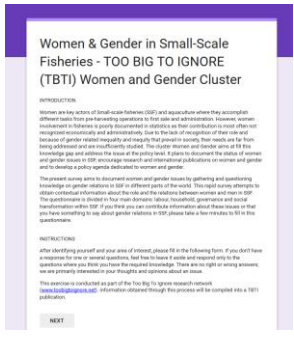 Women & Gender in Small-Scale
Fisheries - TOO BIG TO IGNORE
(TBTI) Women and Gender Cluster
INTRODUCTION
Women are key actors of Small-scale fisheries (SSF) and aquaculture where they accomplish
different tasks from pre-harvesting operations to first sale and administration. However, women
involvement in fisheries is poorly documented in statistics as their contribution is most often not
recognized economically and administratively. Due to the lack of recognition of their role and
because of gender related inequality and inequity that prevail in society, their needs are far from
being addressed and are insufficiently studied. The cluster Women and Gender aims at fill this
knowledge gap and address the issue at the policy level. It plans to document the status of women
and gender issues in SSF, encourage research and international publications on women and gender
and to develop a policy agenda dedicated to women and gender.
The present survey aims to document women and gender issues by gathering and questioning
knowledge on gender relations in SSF in different parts of the world. This rapid survey attempts to
obtain contextual information about the role and the relations between women and men in SSF.
The questionnaire is divided in four main domains: labour, household, governance and social
transformation within SSF. If you think you can contribute information about these issues or that
you have something to say about gender relations in SSF, please take a few minutes to fill in this
questionnaire.
INSTRUCTIONS
After identifying yourself and your area of interest, please fill in the following form. If you don't have
a response for one or several questions, feel free to leave it aside and respond only to the
questions where you think you have the required knowledge. There are no right or wrong answers;
we are primarily interested in your thoughts and opinions about an issue.
This exercise is conducted as part of the Too Big To Ignore research network
(www.toobigtoignore.net). Information obtained through this process will be compiled into a TBTI
publication.
NEXT